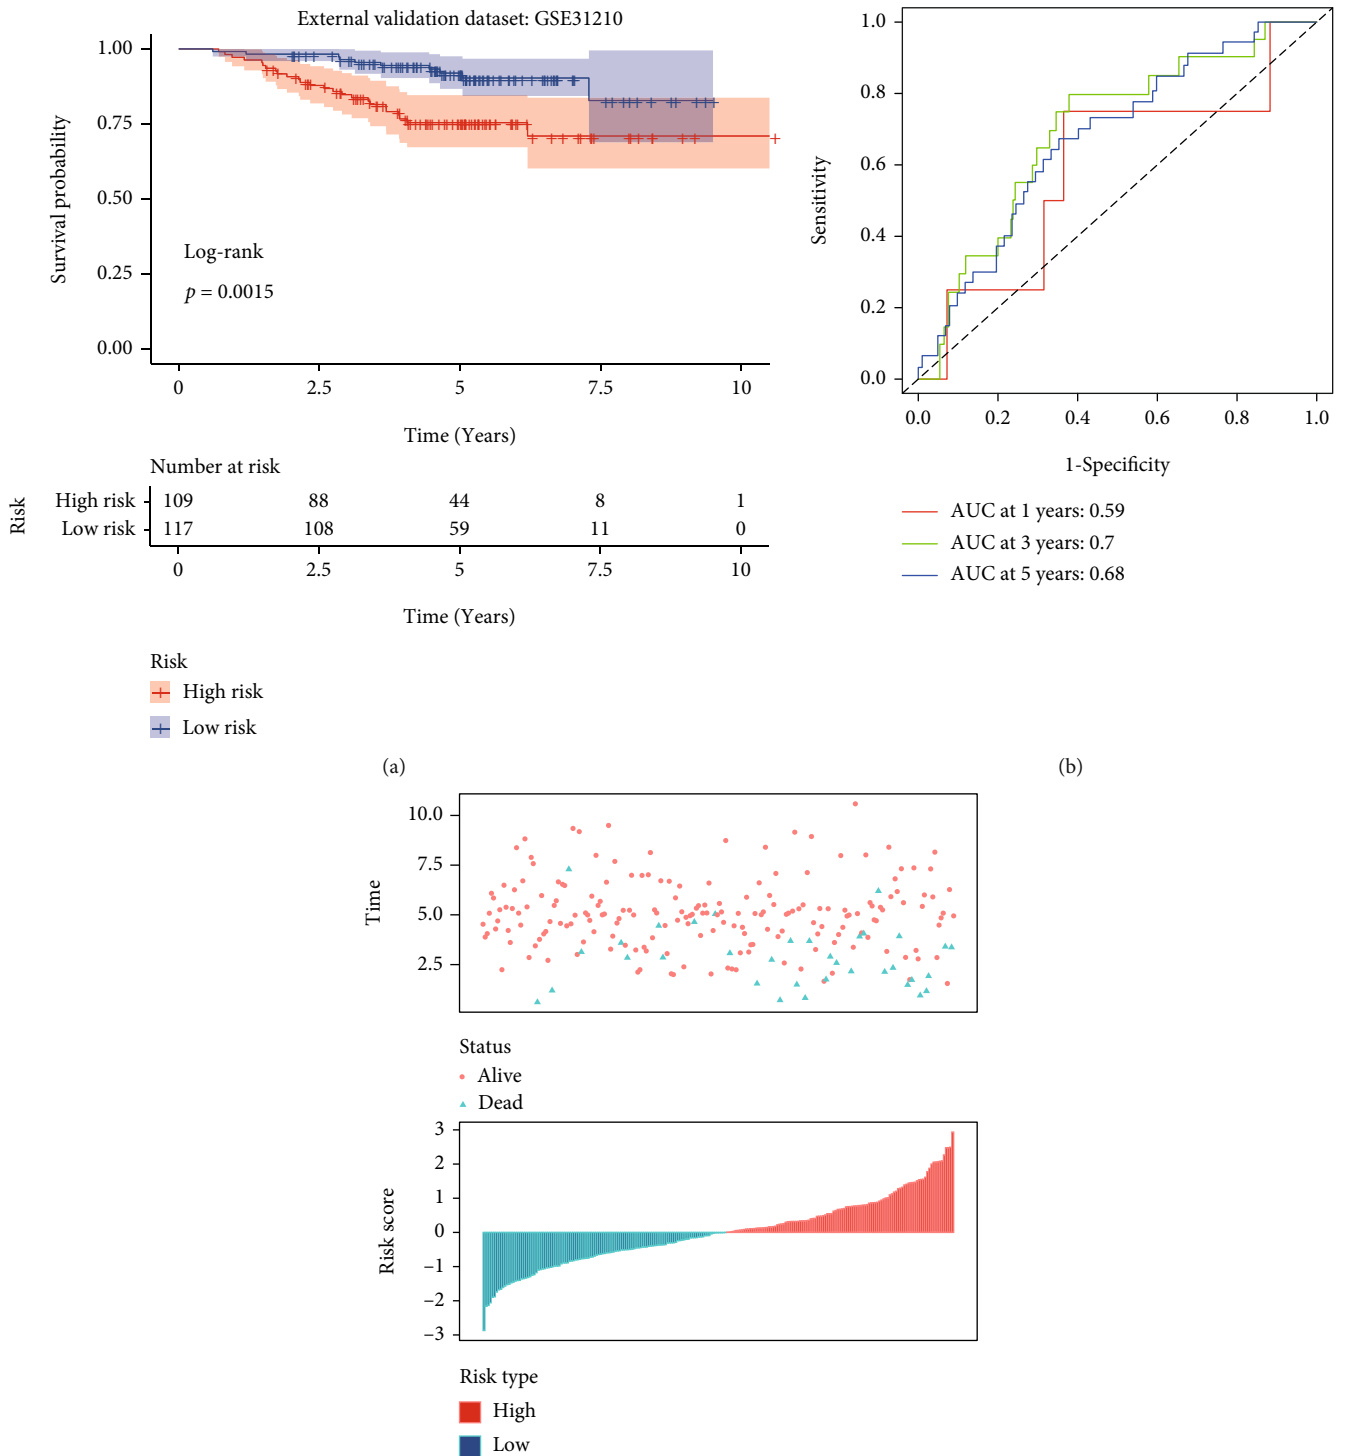 External validation dataset: GSE31210
Survival probability
1.00
0.75
0.50
0.25
0.00
Log-rank
p = 0.0015
0 2.5 5 7.5 10
Time (Years)
Number at risk
Risk
High risk 109 88 44 8 1
Low risk 117 108 59 11 0
0 2.5 5 7.5 10
Time (Years)
Risk
High risk
Low risk
(a)
Sensitivity
1.0
0.8
0.6
0.4
0.2
0.0
0.0 0.2 0.4 0.6 0.8 1.0
1-Specificity
AUC at 1 years: 0.59
AUC at 3 years: 0.7
AUC at 5 years: 0.68
(b)
Time
10.0
7.5
5.0
2.5
Status
Alive
Dead
Risk score
3
2
1
0
−1
−2
−3
Risk type
High
Low